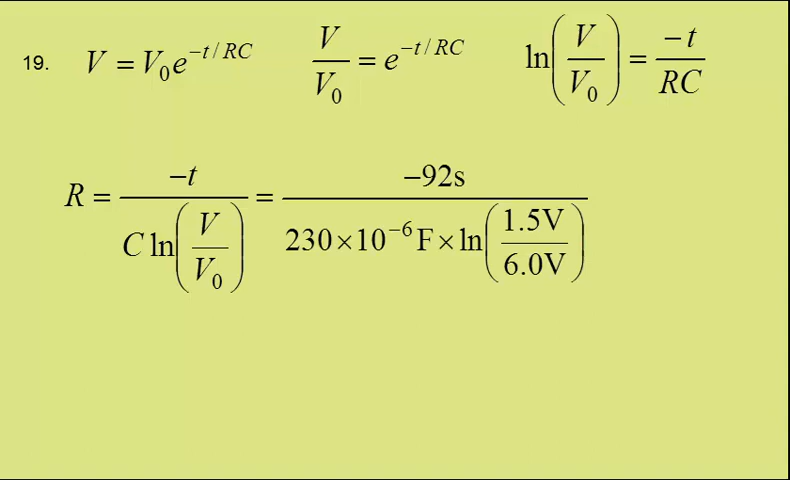 19. V = V₀e^(−t/RC) V/V₀ = e^(−t/RC) ln(V/V₀) = −t/RC
R = −t/(C ln(V/V₀)) = −92s/(230×10⁻⁶F×ln(1.5V/6.0V))